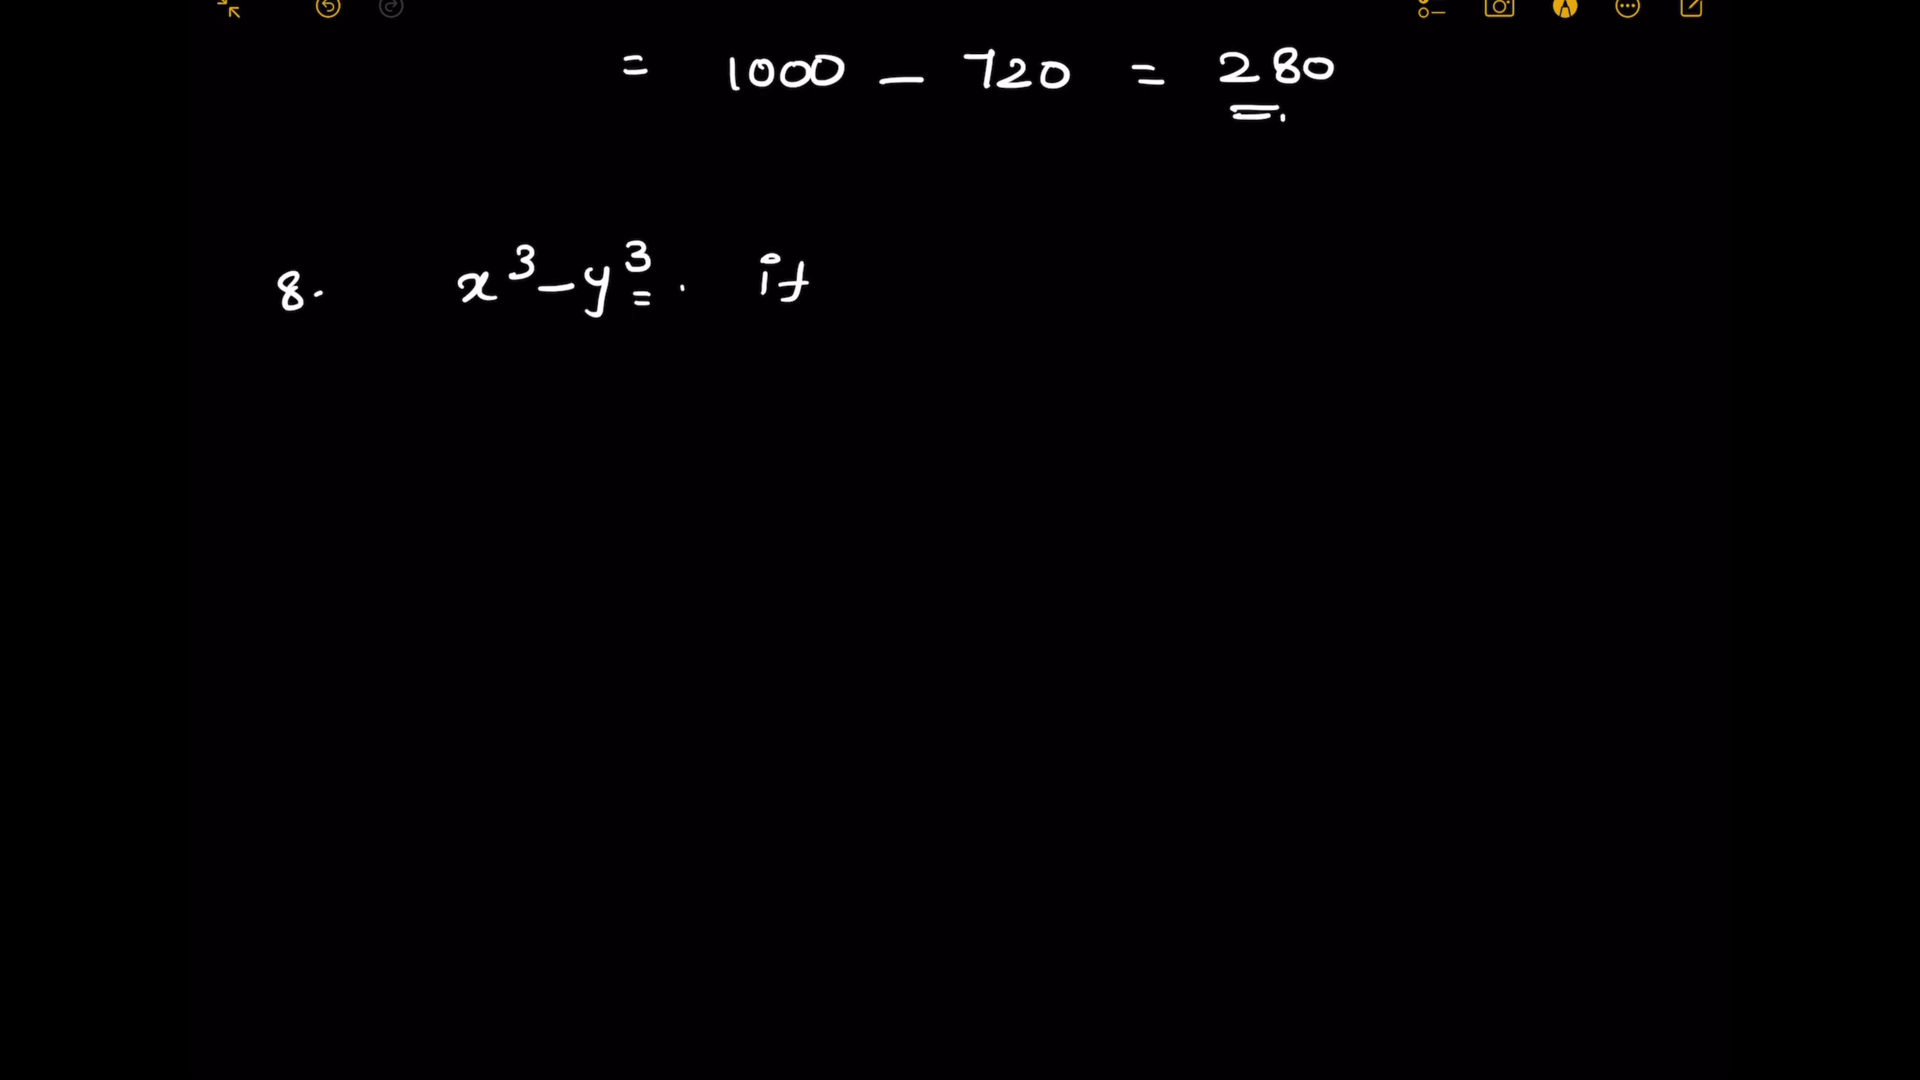 = 1000 - 720 = 280
8. x³-y³. if